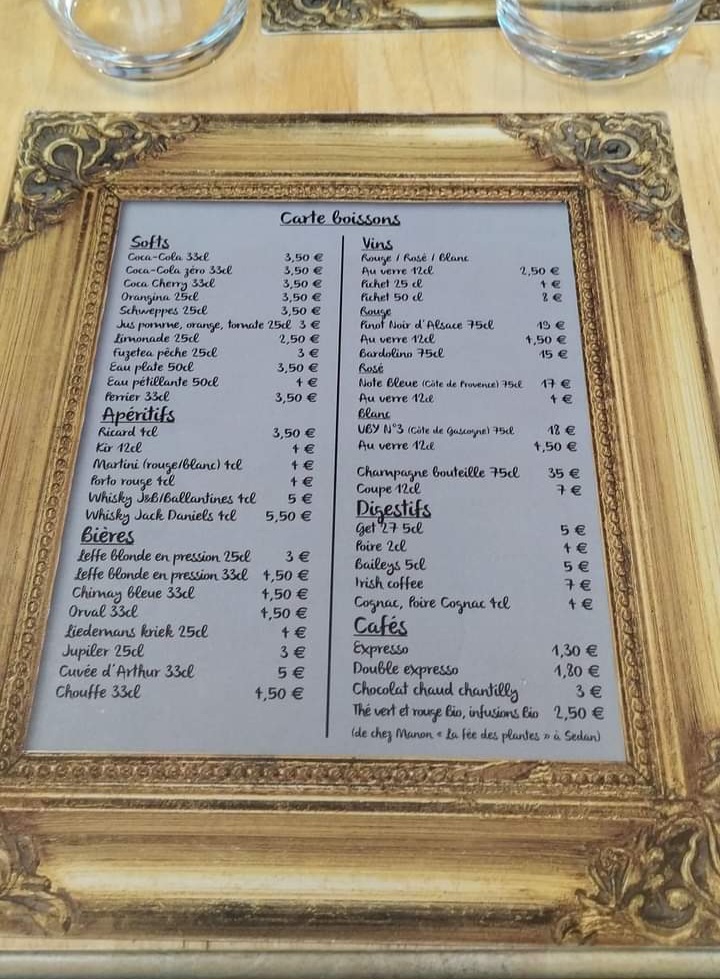 Carte boissons
Softs
Coca-Cola 33cl 3,50 €
Coca-Cola zéro 33cl 3,50 €
Coca Cherry 33cl 3,50 €
Orangina 25cl 3,50 €
Schweppes 25cl 3,50 €
Jus pomme, orange, tomate 25cl 3 €
Limonade 25cl 2,50 €
Fuzetea pêche 25cl 3 €
Eau plate 50cl 3,50 €
Eau pétillante 50cl 4 €
Perrier 33cl 3,50 €
Apéritifs
Ricard 4cl 3,50 €
Kir 12cl 4 €
Martini (rouge/blanc) 4cl 4 €
Porto rouge 4cl 4 €
Whisky J&B/Ballantines 4cl 5 €
Whisky Jack Daniels 4cl 5,50 €
Bières
Leffe blonde en pression 25cl 3 €
Leffe blonde en pression 33cl 4,50 €
Chimay bleue 33cl 4,50 €
Orval 33cl 4,50 €
Liedemans kriek 25cl 4 €
Jupiler 25cl 3 €
Cuvée d'Arthur 33cl 5 €
Chouffe 33cl 4,50 €
Vins
Rouge / Rosé / Blanc
Au verre 12cl 2,50 €
Pichet 25 cl 4 €
Pichet 50 cl 8 €
Rouge
Pinot Noir d'Alsace 75cl 19 €
Au verre 12cl 4,50 €
Bardolino 75cl 15 €
Rosé
Note Bleue (Côte de Provence) 75cl 17 €
Au verre 12cl 4 €
Blanc
UBY N°3 (Côte de Gascogne) 75cl 18 €
Au verre 12cl 4,50 €
Champagne bouteille 75cl 35 €
Coupe 12cl 7 €
Digestifs
Get 27 5cl 5 €
Poire 2cl 4 €
Baileys 5cl 5 €
Irish coffee 7 €
Cognac, Poire Cognac 4cl 4 €
Cafés
Expresso 1,30 €
Double expresso 1,80 €
Chocolat chaud chantilly 3 €
Thé vert et rouge Bio, infusions Bio 2,50 €
(de chez Manon « La fée des plantes » à Sedan)